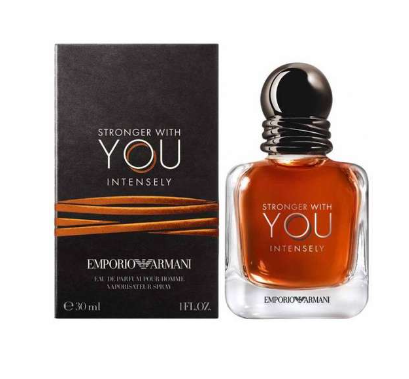 STRONGER WITH
YOU
INTENSELY
EMPORIO ARMANI
EAU DE PARFUM POUR HOMME
VAPORISATEUR SPRAY
℮ 30 ml 1 FL.OZ.
STRONGER WITH
YOU
INTENSELY
EMPORIO ARMANI